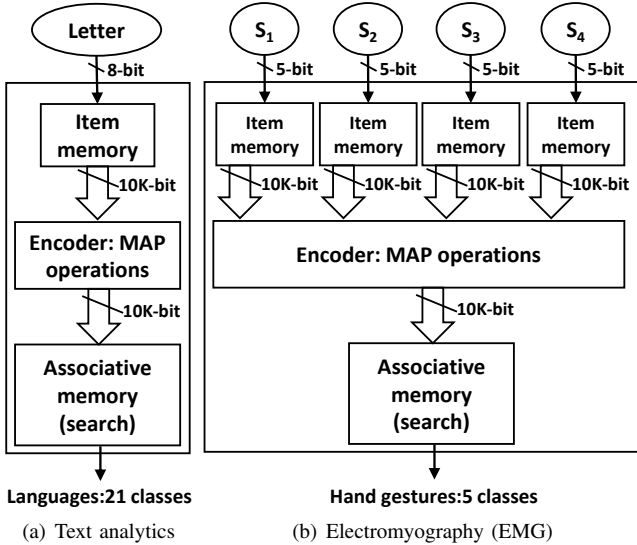 Letter
8-bit
Item
memory
10K-bit
Encoder: MAP
operations
10K-bit
Associative
memory
(search)
Languages:21 classes
(a) Text analytics
S1 S2 S3 S4
5-bit 5-bit 5-bit 5-bit
Item Item Item Item
memory memory memory memory
10K-bit 10K-bit 10K-bit 10K-bit
Encoder: MAP operations
10K-bit
Associative
memory
(search)
Hand gestures:5 classes
(b) Electromyography (EMG)